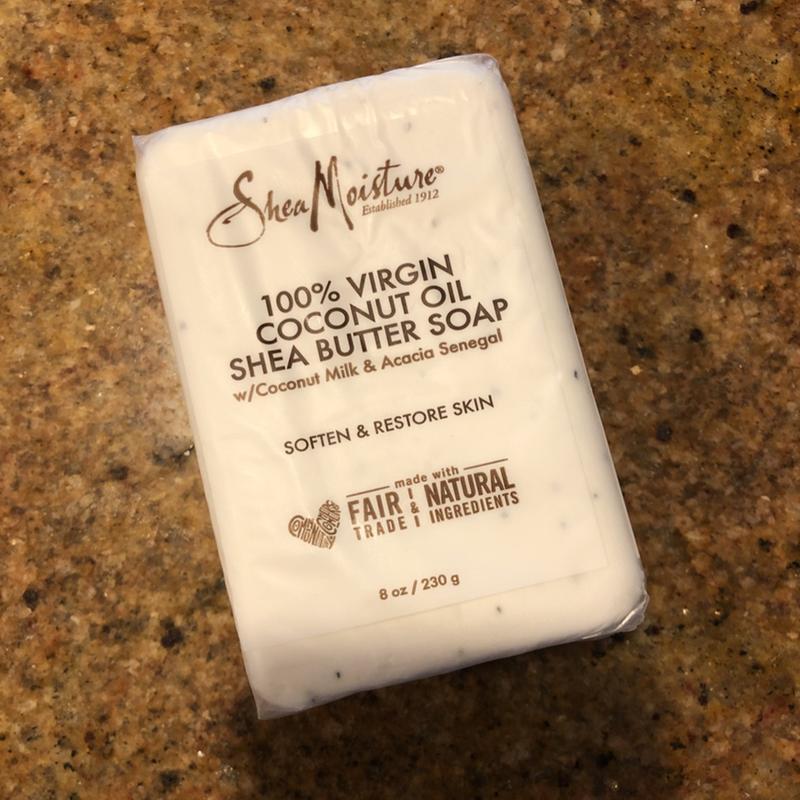 SheaMoisture®
Established 1912
100% VIRGIN
COCONUT OIL
SHEA BUTTER SOAP
w/Coconut Milk & Acacia Senegal
SOFTEN & RESTORE SKIN
made with
FAIR & NATURAL
TRADE INGREDIENTS
8 oz / 230 g